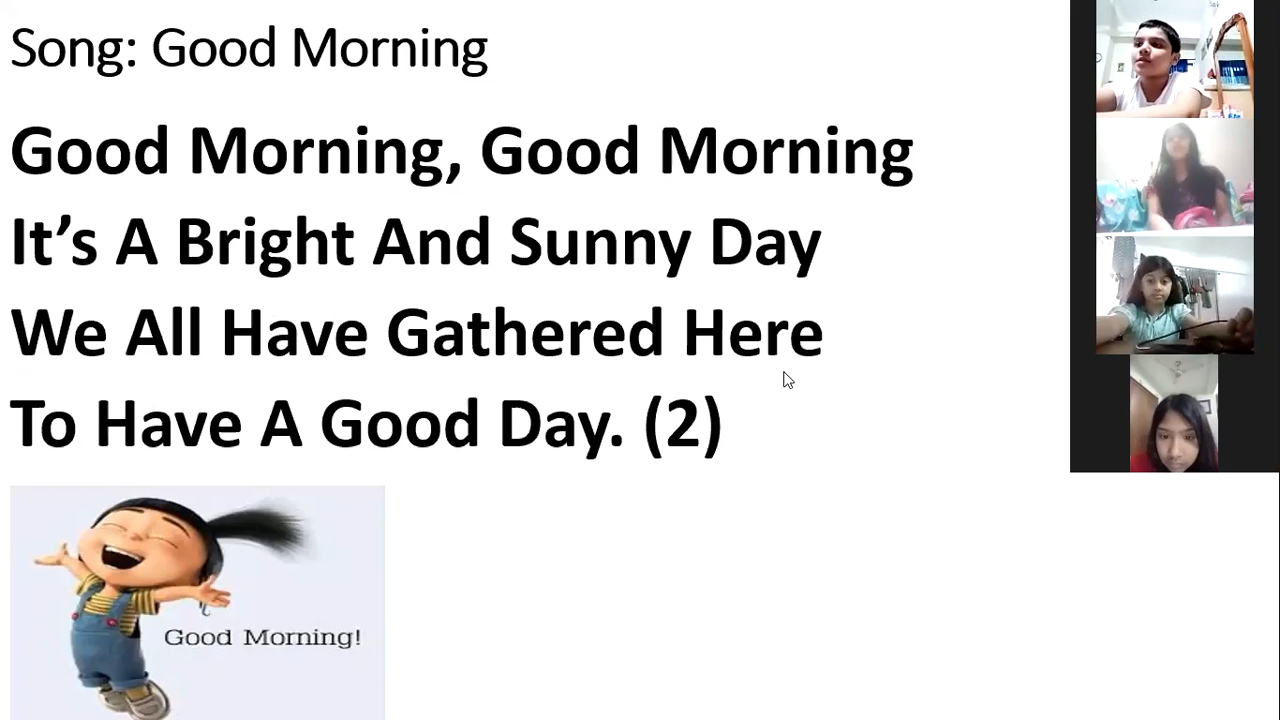 Song: Good Morning
Good Morning, Good Morning
It’s A Bright And Sunny Day
We All Have Gathered Here
To Have A Good Day. (2)
Good Morning!